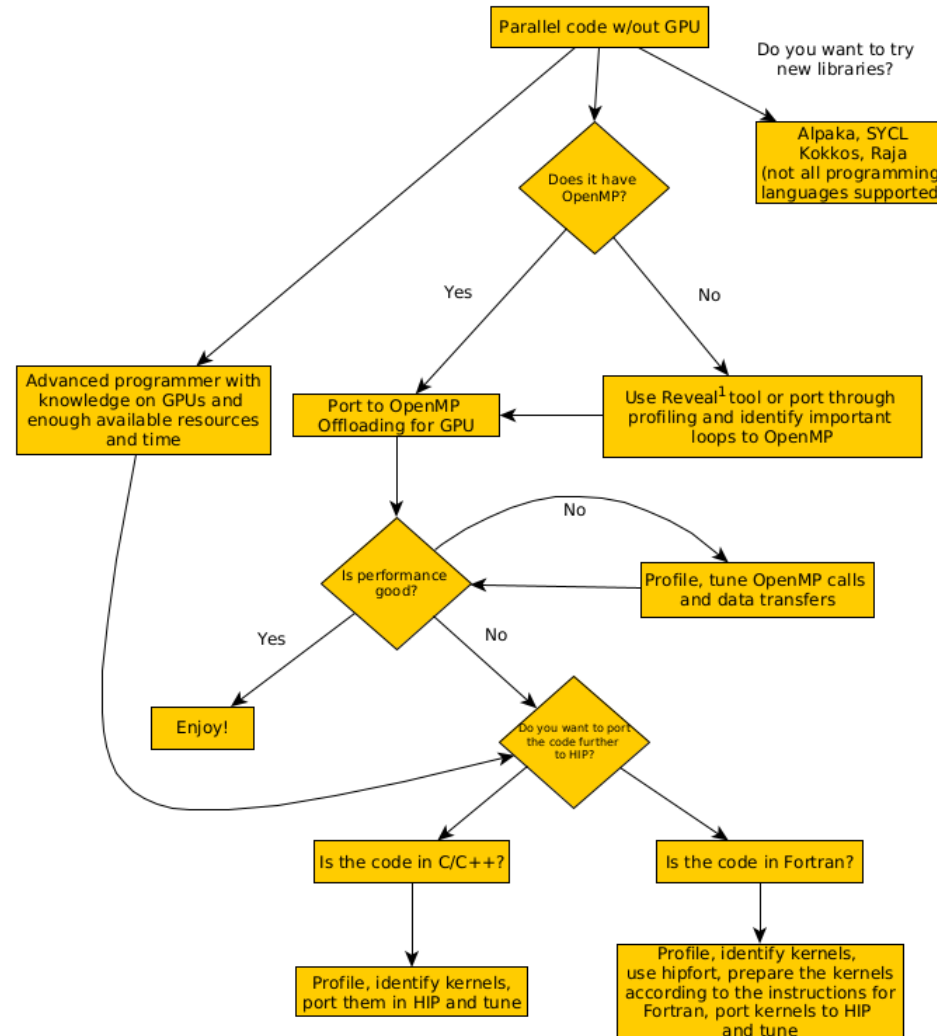 Parallel code w/out GPU
Do you want to try
new libraries?
Alpaka, SYCL
Kokkos, Raja
(not all programming
languages supported
Does it have
OpenMP?
Yes
No
Advanced programmer with
knowledge on GPUs and
enough available resources
and time
Port to OpenMP
Offloading for GPU
Use Reveal¹ tool or port through
profiling and identify important
loops to OpenMP
No
Is performance
good?
Profile, tune OpenMP calls
and data transfers
Yes
No
Enjoy!
Do you want to port
the code further
to HIP?
Is the code in C/C++?
Is the code in Fortran?
Profile, identify kernels,
port them in HIP and tune
Profile, identify kernels,
use hipfort, prepare the kernels
according to the instructions for
Fortran, port kernels to HIP
and tune